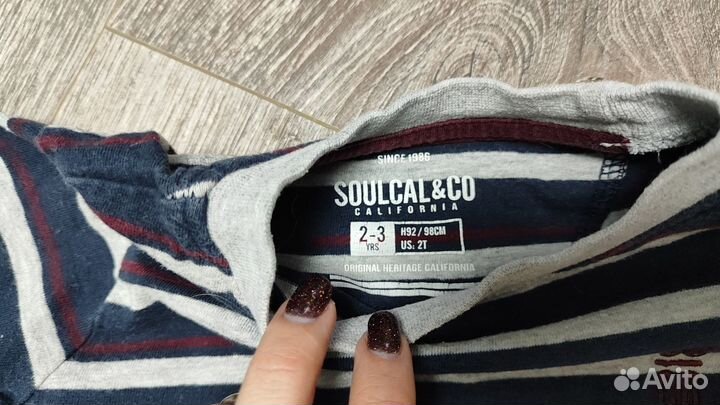 SINCE 1986
SOULCAL&CO
CALIFORNIA
2-3 YRS
H92 / 98CM
US: 2T
ORIGINAL HERITAGE CALIFORNIA
Avito